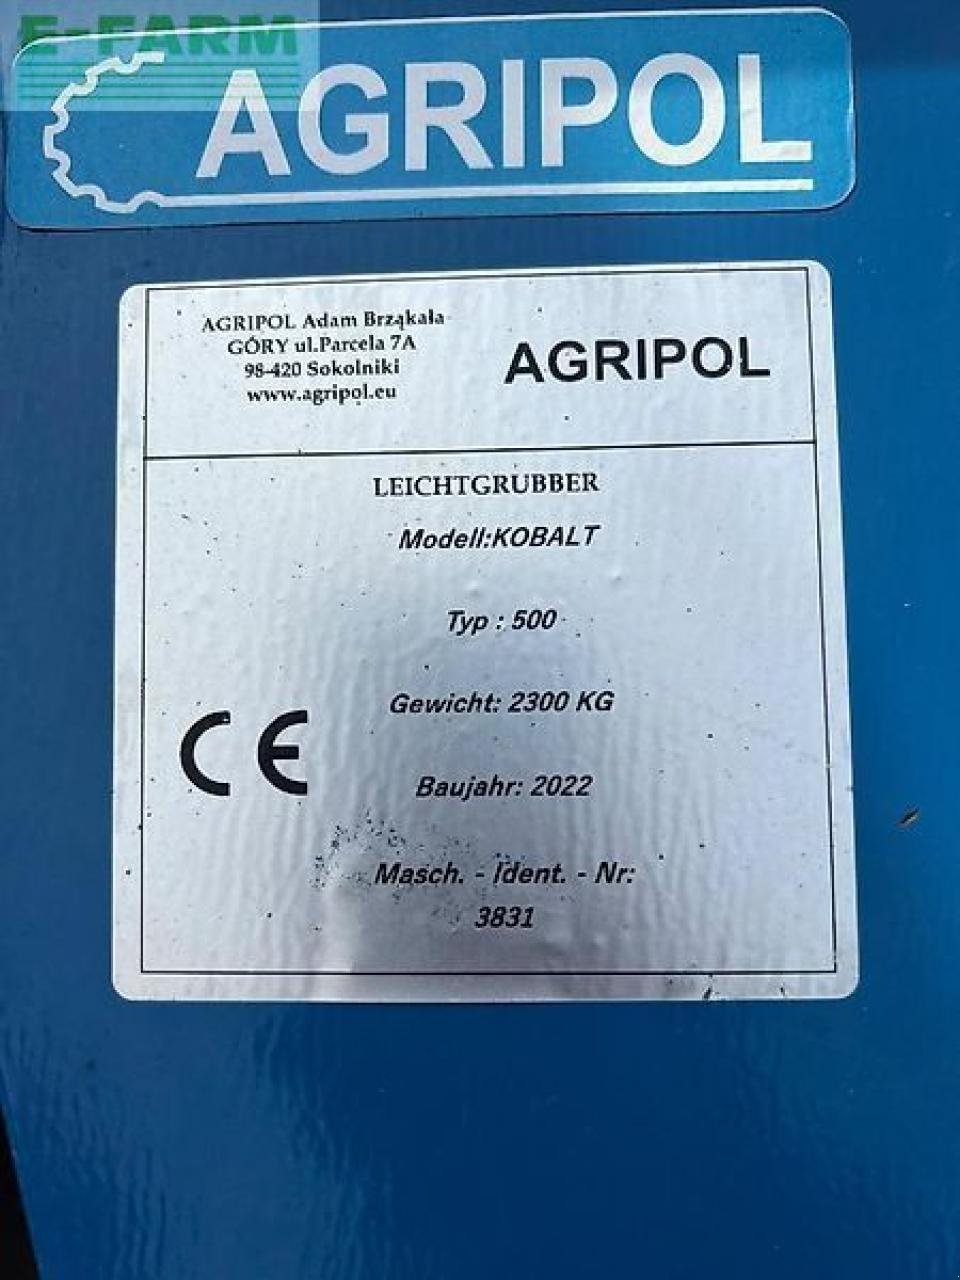 E-FARM
AGRIPOL
AGRIPOL Adam Brząkała
GÓRY ul.Parcela 7A
98-420 Sokolniki
www.agripol.eu
AGRIPOL
LEICHTGRUBBER
Modell:KOBALT
Typ : 500
Gewicht: 2300 KG
CE
Baujahr: 2022
Masch. - Ident. - Nr:
3831